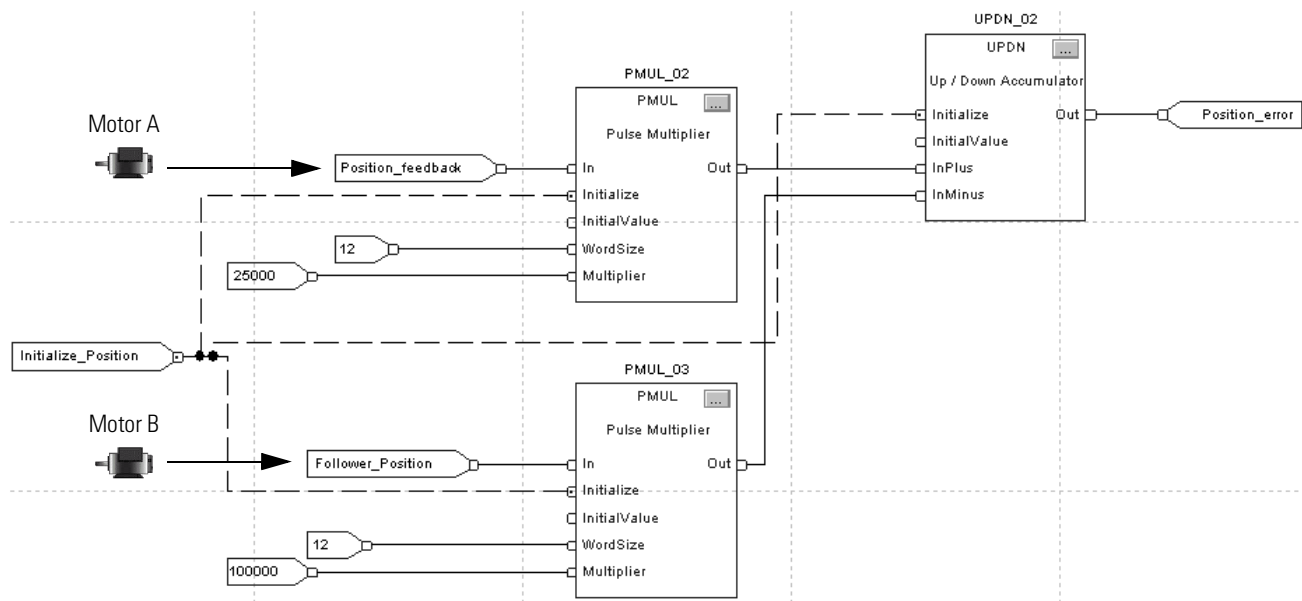 UPDN_02
UPDN
...
Up / Down Accumulator
Initialize
Out
Position_error
InitialValue
InPlus
InMinus
PMUL_02
PMUL
...
Pulse Multiplier
Motor A
Position_feedback
In
Out
Initialize
InitialValue
12
WordSize
25000
Multiplier
Initialize_Position
PMUL_03
PMUL
...
Pulse Multiplier
Motor B
Follower_Position
In
Out
Initialize
InitialValue
12
WordSize
100000
Multiplier